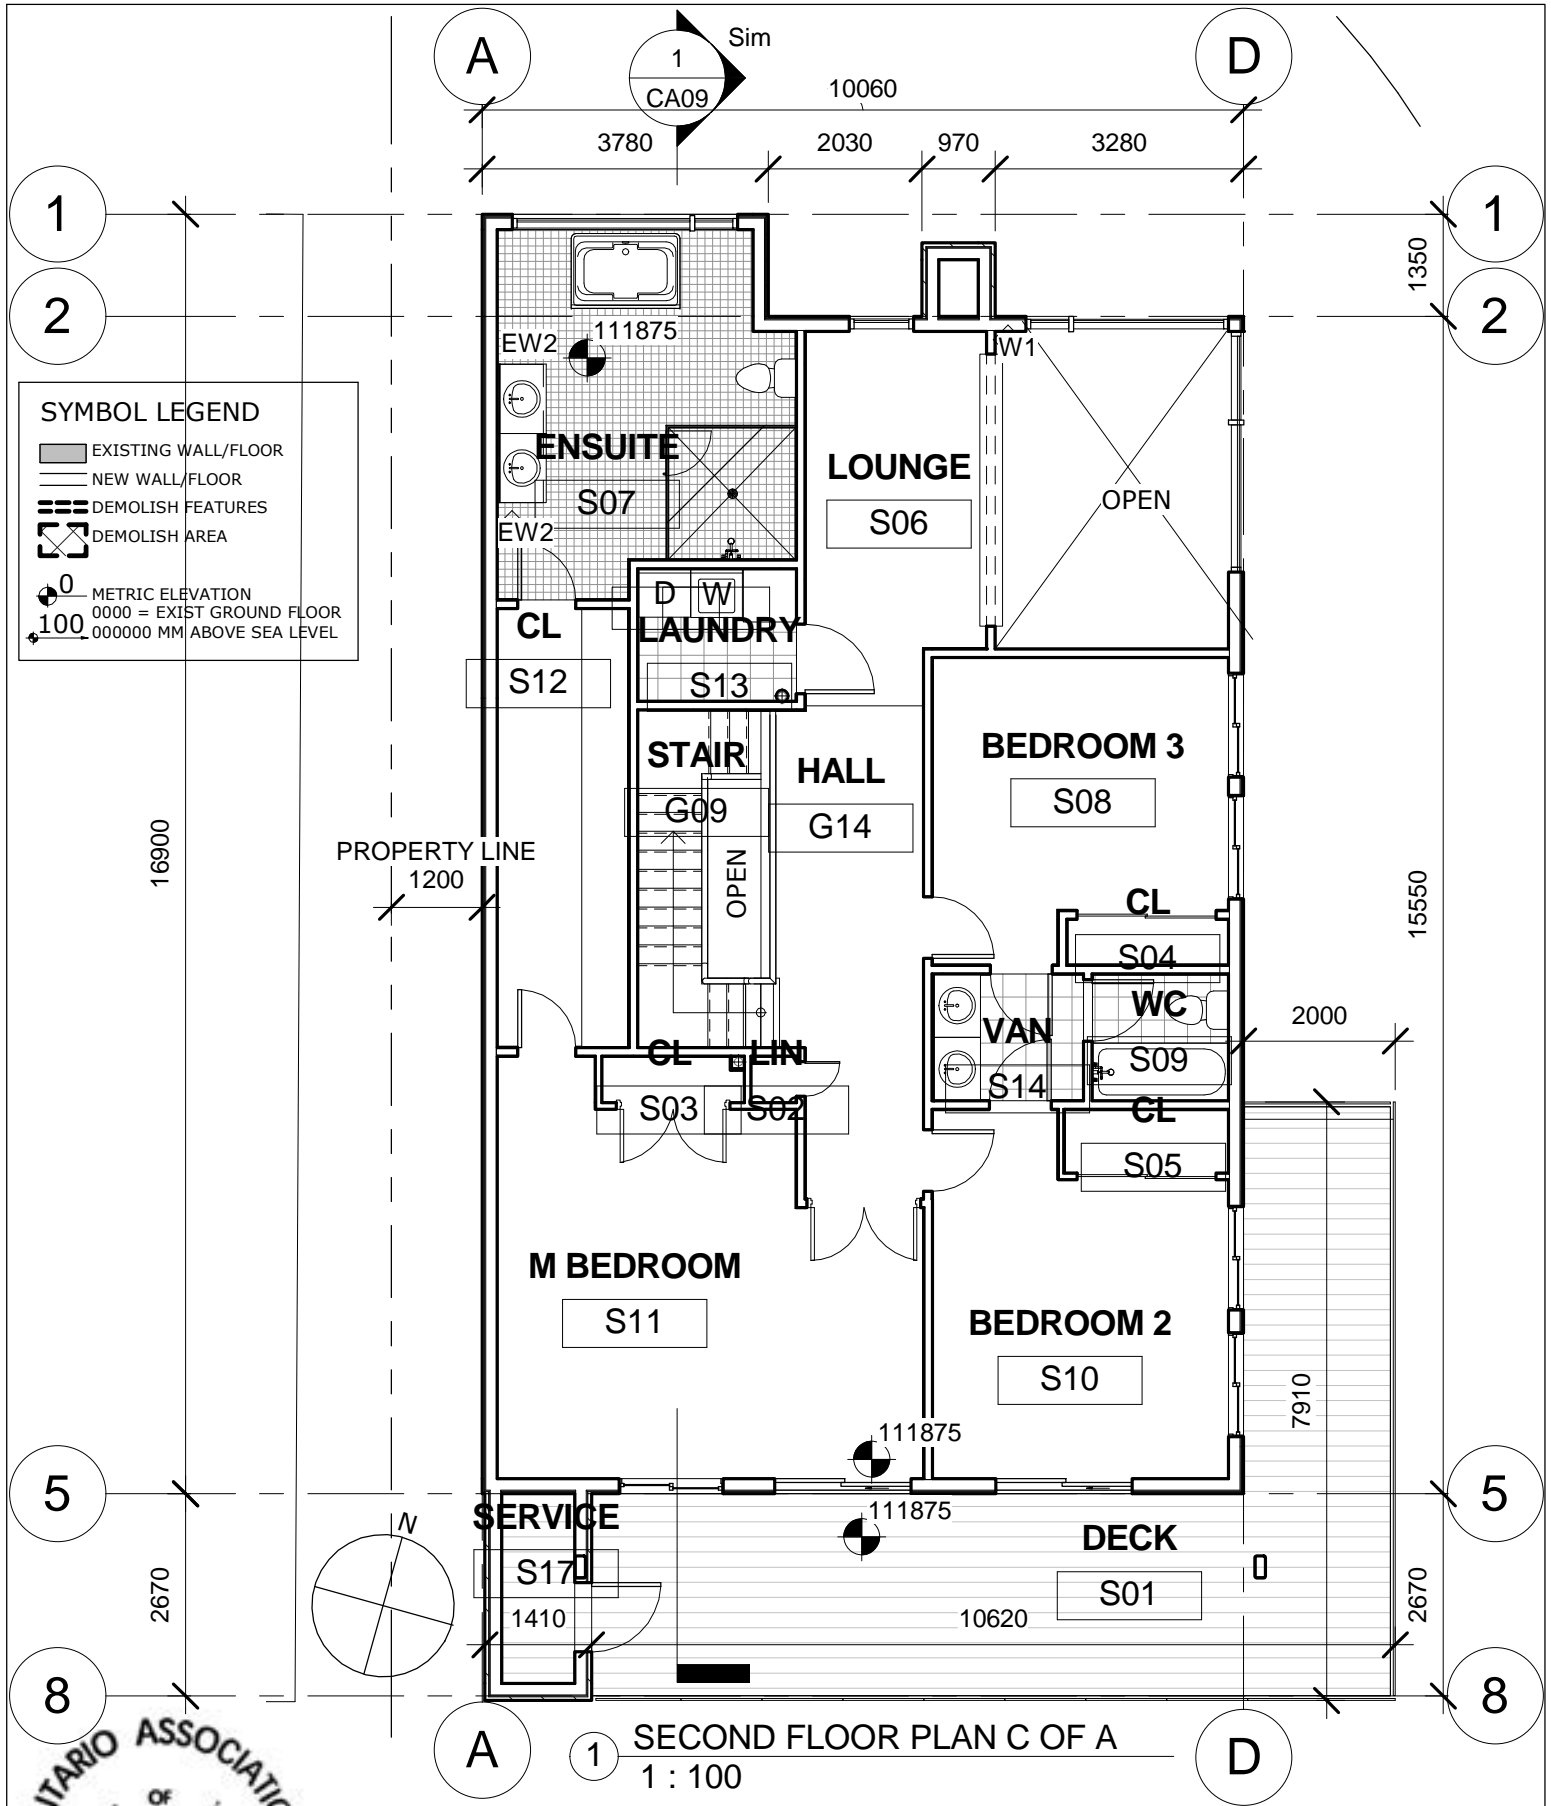 A
D
1
CA09
Sim
10060
3780
2030
970
3280
1
1
1350
2
2
111875
EW2
W1
SYMBOL LEGEND
EXISTING WALL/FLOOR
NEW WALL/FLOOR
DEMOLISH FEATURES
DEMOLISH AREA
0
METRIC ELEVATION
0000 = EXIST GROUND FLOOR
100
000000 MM ABOVE SEA LEVEL
ENSUITE
S07
EW2
LOUNGE
S06
OPEN
D
W
CL
S12
LAUNDRY
S13
STAIR
G09
HALL
G14
BEDROOM 3
S08
16900
PROPERTY LINE
1200
OPEN
15550
CL
S04
WC
S09
VAN
S14
2000
CL
S03
LIN
S02
CL
S05
M BEDROOM
S11
BEDROOM 2
S10
7910
111875
5
5
111875
SERVICE
S17
DECK
S01
N
2670
1410
10620
2670
8
8
A
D
1
SECOND FLOOR PLAN C OF A
1 : 100
ONTARIO ASSOCIATION
OF